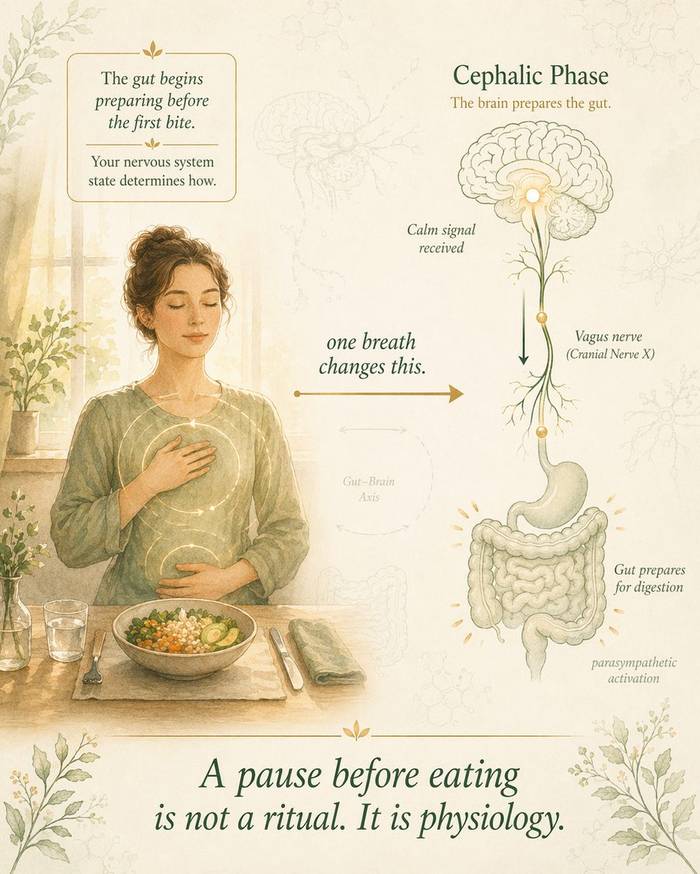 The gut begins
preparing before
the first bite.
Your nervous system
state determines how.
Cephalic Phase
The brain prepares the gut.
Calm signal
received
one breath
changes this.
Vagus nerve
(Cranial Nerve X)
Gut–Brain
Axis
Gut prepares
for digestion
parasympathetic
activation
A pause before eating
is not a ritual. It is physiology.